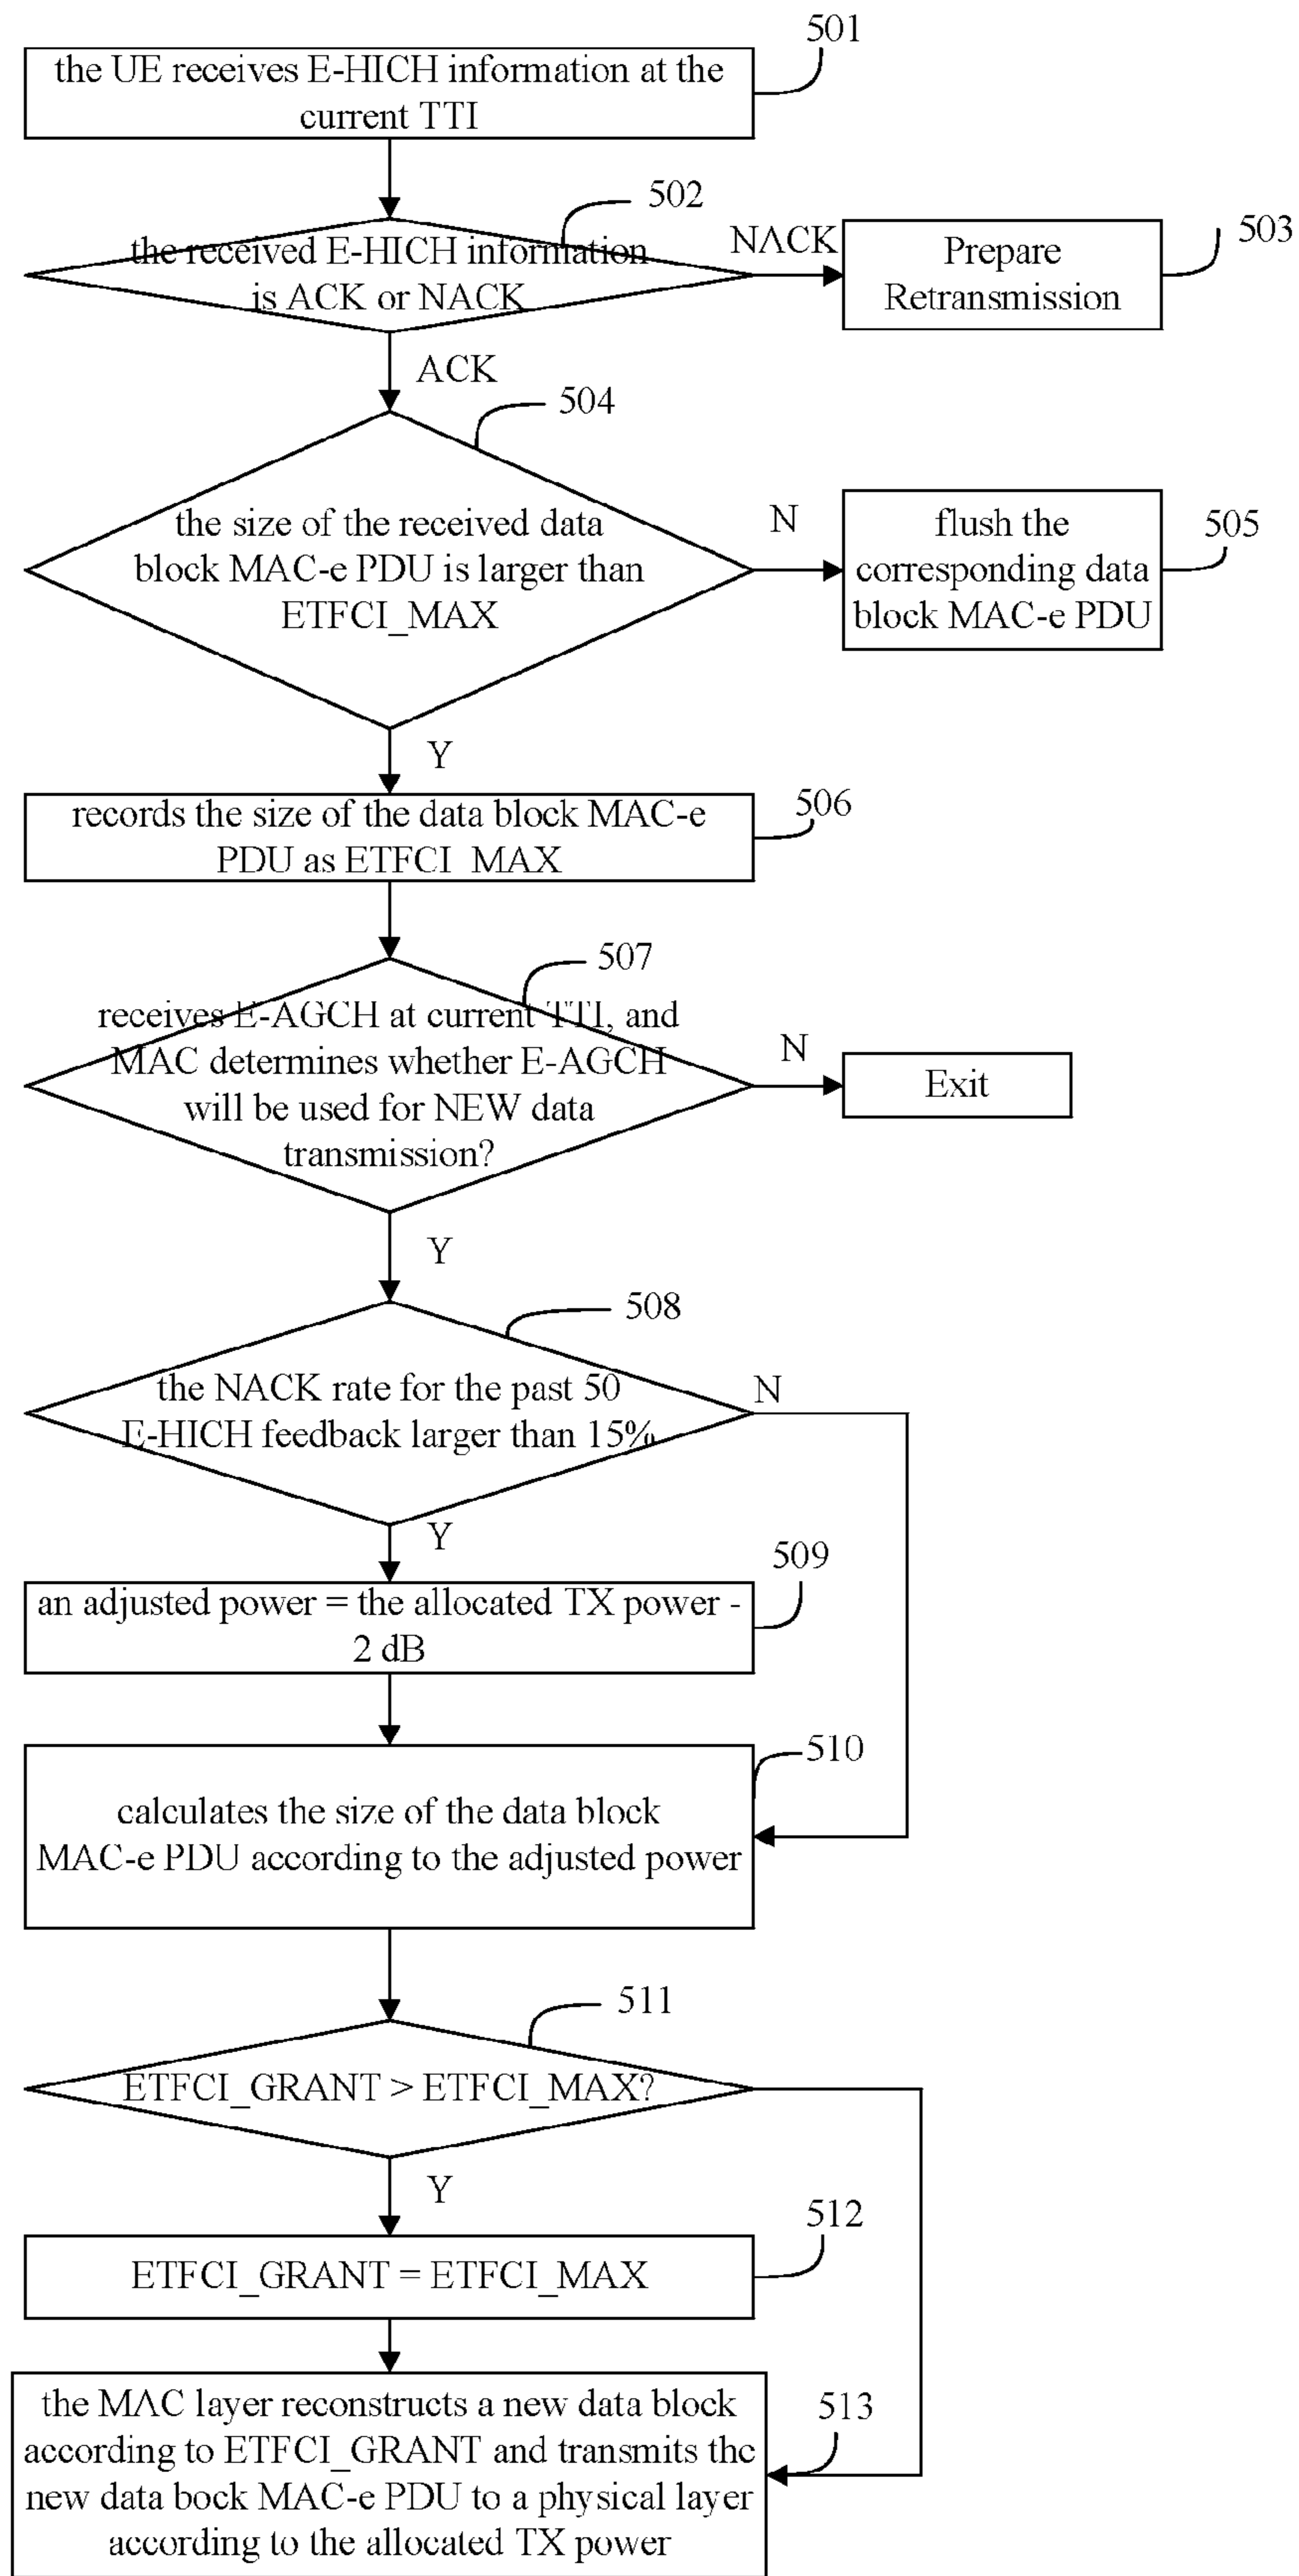 501
the UE receives E-HICH information at the
current TTI
502
the received E-HICH information
is ACK or NACK
NACK
503
Prepare
Retransmission
ACK
504
the size of the received data
block MAC-e PDU is larger than
ETFCI_MAX
N
505
flush the
corresponding data
block MAC-e PDU
Y
506
records the size of the data block MAC-e
PDU as ETFCI_MAX
507
receives E-AGCH at current TTI, and
MAC determines whether E-AGCH
will be used for NEW data
transmission?
N
Exit
Y
508
the NACK rate for the past 50
E-HICH feedback larger than 15%
N
Y
509
an adjusted power = the allocated TX power -
2 dB
510
calculates the size of the data block
MAC-e PDU according to the adjusted power
511
ETFCI_GRANT > ETFCI_MAX?
Y
512
ETFCI_GRANT = ETFCI_MAX
513
the MAC layer reconstructs a new data block
according to ETFCI_GRANT and transmits the
new data bock MAC-e PDU to a physical layer
according to the allocated TX power